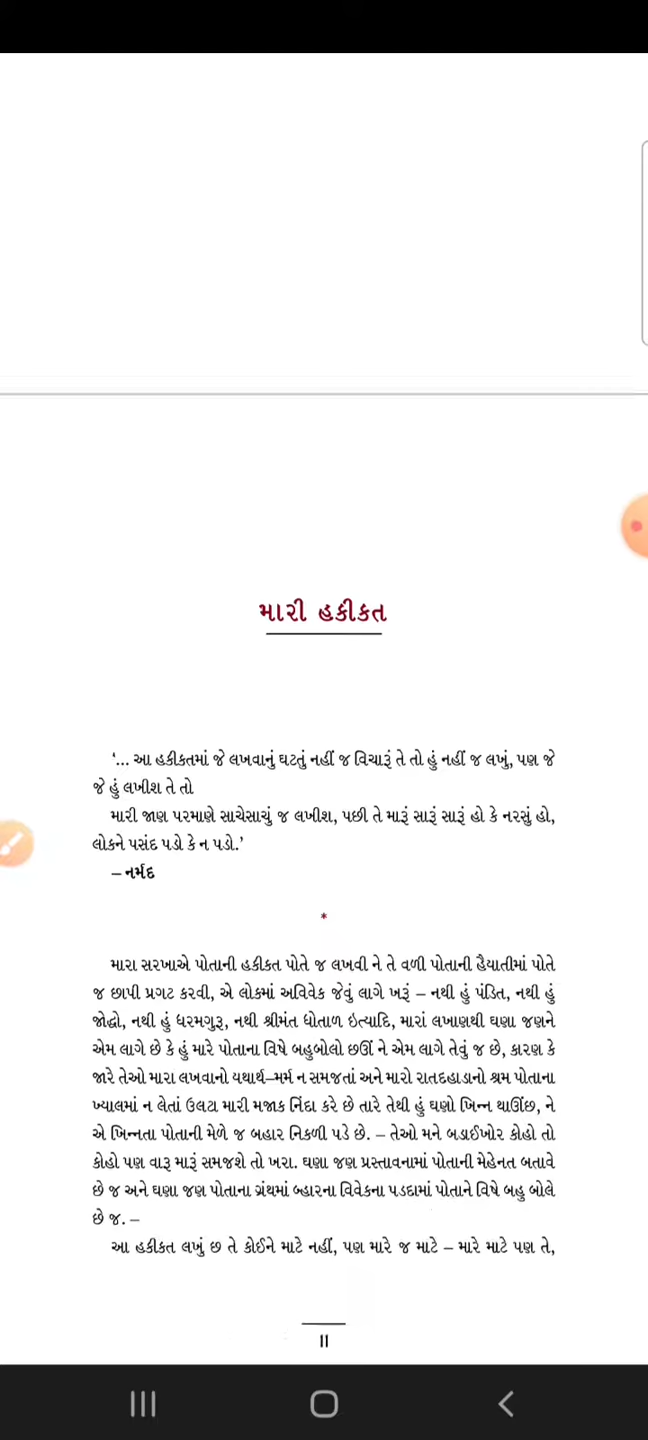 મારી હકીકત
‘... આ હકીકતમાં જે લખવાનું ઘટતું નહીં જ વિચારૂં તે તો હું નહીં જ લખું, પણ જે
જે હું લખીશ તે તો
મારી જાણ પરમાણે સાચેસાચું જ લખીશ, પછી તે મારૂં સારૂં સારૂં હો કે નરસું હો,
લોકને પસંદ પડો કે ન પડો.’
– નર્મદ
*
મારા સરખાએ પોતાની હકીકત પોતે જ લખવી ને તે વળી પોતાની હૈયાતીમાં પોતે
જ છાપી પ્રગટ કરવી, એ લોકમાં અવિવેક જેવું લાગે ખરૂં – નથી હું પંડિત, નથી હું
જોદ્ધો, નથી હું ધરમગુરૂ, નથી શ્રીમંત ધોતાળ ઇત્યાદિ, મારાં લખાણથી ઘણા જણને
એમ લાગે છે કે હું મારે પોતાના વિષે બહુબોલો છઊં ને એમ લાગે તેવું જ છે, કારણ કે
જારે તેઓ મારા લખવાનો યથાર્થ–મર્મ ન સમજતાં અને મારો રાતદહાડાનો શ્રમ પોતાના
ખ્યાલમાં ન લેતાં ઉલટા મારી મજાક નિંદા કરે છે તારે તેથી હું ઘણો ખિન્ન થાઊંછ, ને
એ ખિન્નતા પોતાની મેળે જ બહાર નિકળી પડે છે. – તેઓ મને બડાઈખોર કોહો તો
કોહો પણ વારૂ મારૂં સમજશે તો ખરા. ઘણા જણ પ્રસ્તાવનામાં પોતાની મેહેનત બતાવે
છે જ અને ઘણા જણ પોતાના ગ્રંથમાં બ્હારના વિવેકના પડદામાં પોતાને વિષે બહુ બોલે
છે જ. –
આ હકીકત લખું છ તે કોઈને માટે નહીં, પણ મારે જ માટે – મારે માટે પણ તે,
11